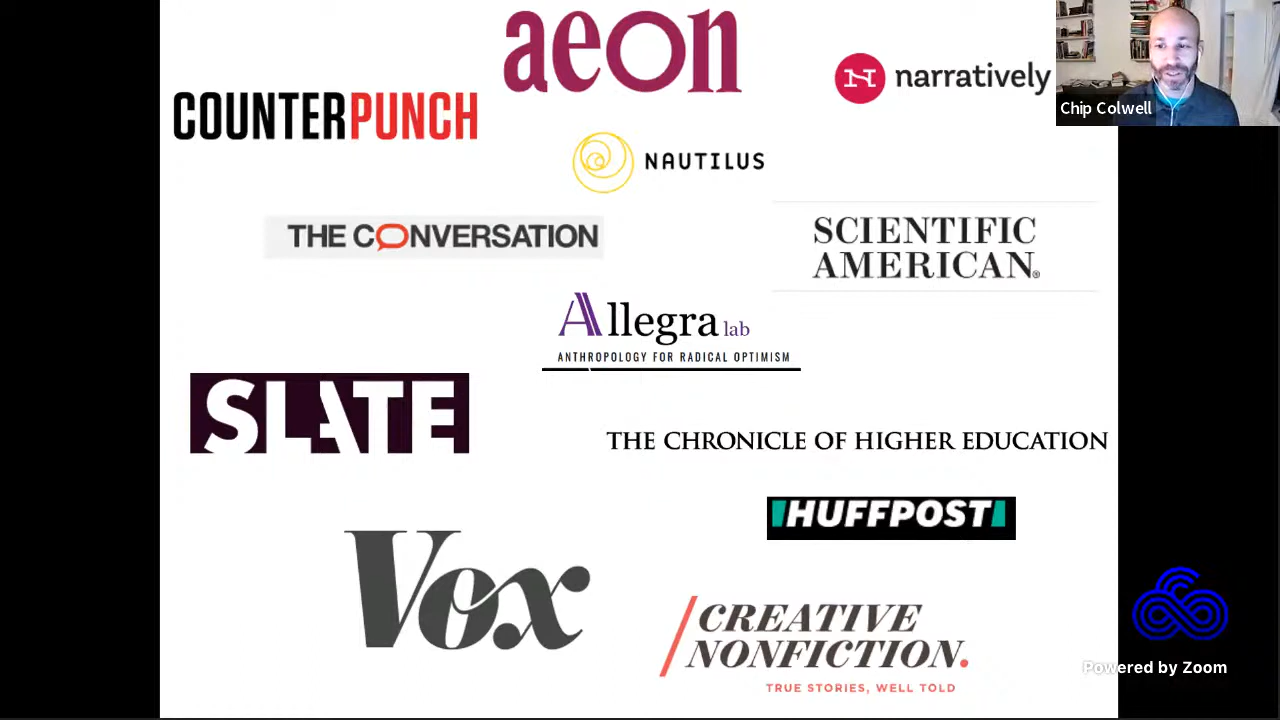 aeon
narratively
Chip Colwell
COUNTERPUNCH
NAUTILUS
THE CONVERSATION
SCIENTIFIC
AMERICAN®
Allegra lab
ANTHROPOLOGY FOR RADICAL OPTIMISM
SLATE
THE CHRONICLE OF HIGHER EDUCATION
HUFFPOST
Vox
CREATIVE
NONFICTION.
TRUE STORIES, WELL TOLD
Powered by Zoom